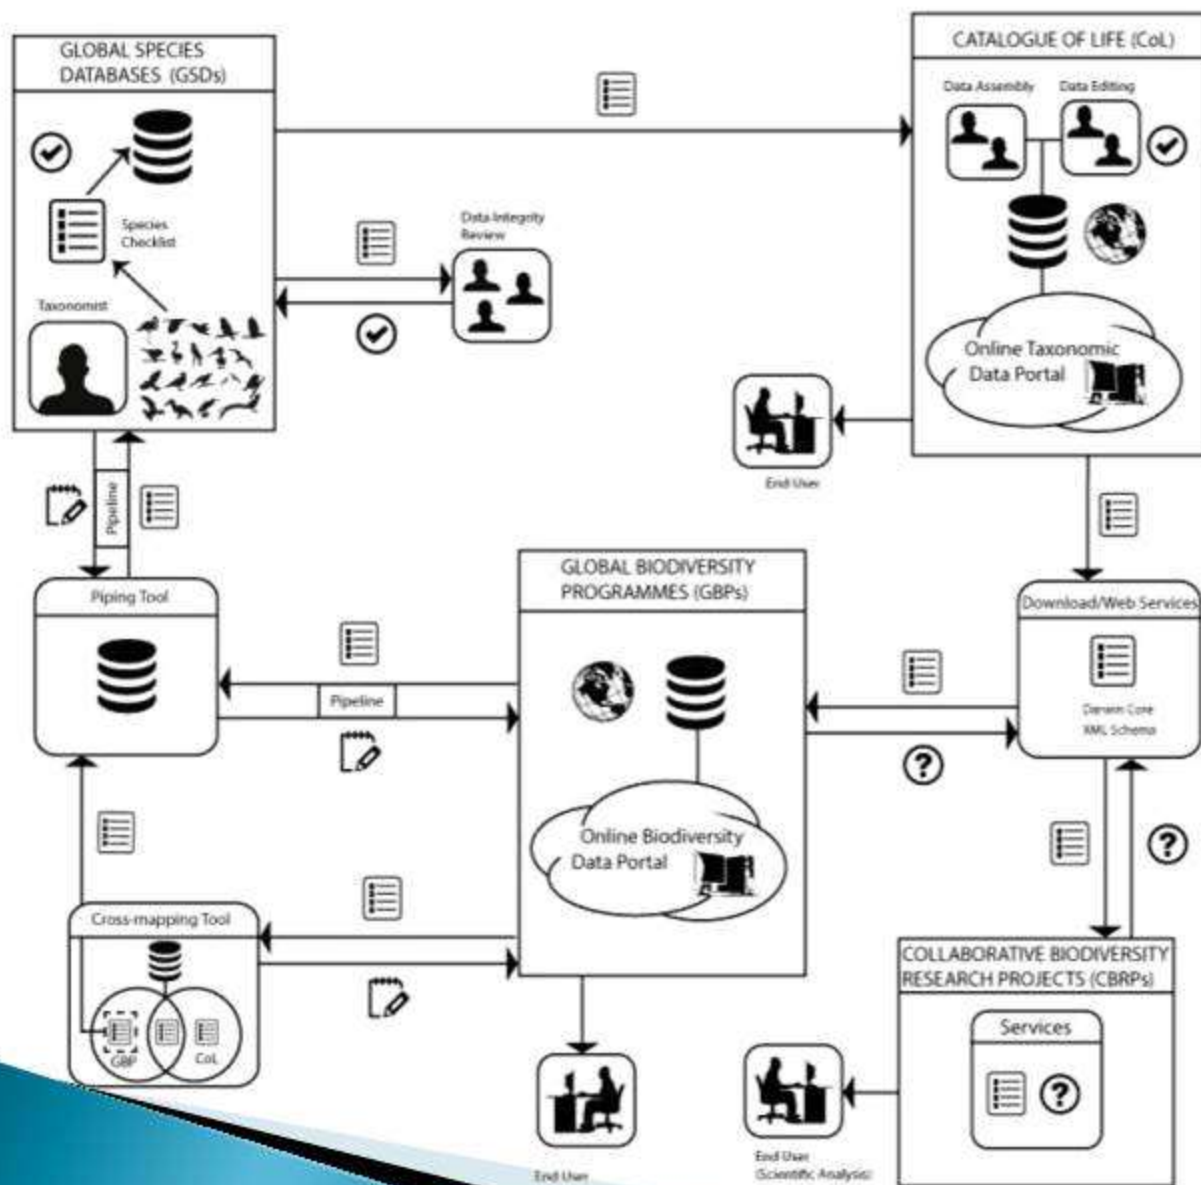 GLOBAL SPECIES
DATABASES (GSDs)
Species
Checklist
Taxonomist
Data Integrity
Review
CATALOGUE OF LIFE (CoL)
Data Assembly
Data Editing
Online Taxonomic
Data Portal
End User
Pipeline
Piping Tool
Pipeline
GLOBAL BIODIVERSITY
PROGRAMMES (GBPs)
Online Biodiversity
Data Portal
Download/Web Services
Darwin Core
XML Schema
Cross-mapping Tool
GBP
CoL
COLLABORATIVE BIODIVERSITY
RESEARCH PROJECTS (CBRPs)
Services
?
?
?
End User
End User
(Scientific Analysis)